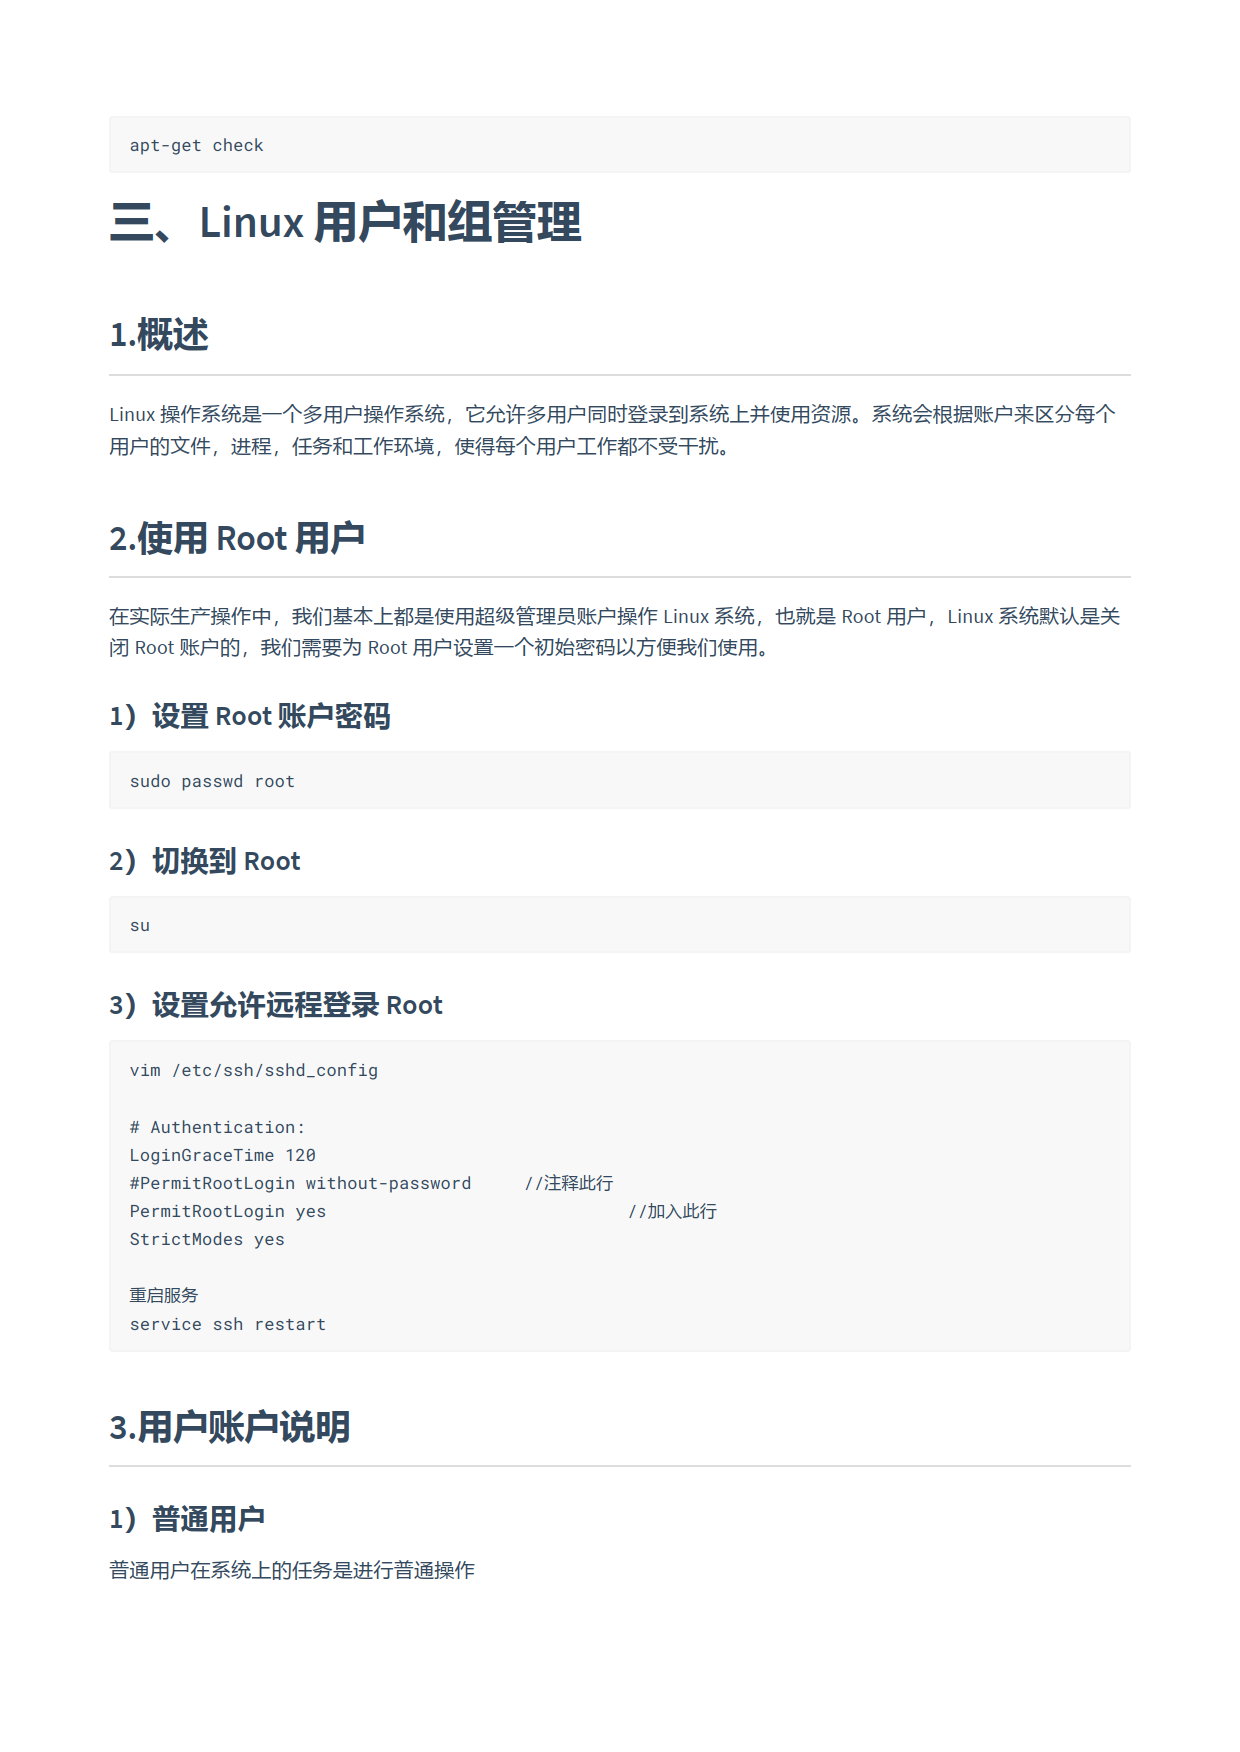 apt-get check
三、Linux 用户和组管理
1.概述
Linux 操作系统是一个多用户操作系统，它允许多用户同时登录到系统上并使用资源。系统会根据账户来区分每个
用户的文件，进程，任务和工作环境，使得每个用户工作都不受干扰。
2.使用 Root 用户
在实际生产操作中，我们基本上都是使用超级管理员账户操作 Linux 系统，也就是 Root 用户，Linux 系统默认是关
闭 Root 账户的，我们需要为 Root 用户设置一个初始密码以方便我们使用。
1）设置 Root 账户密码
sudo passwd root
2）切换到 Root
su
3）设置允许远程登录 Root
vim /etc/ssh/sshd_config
# Authentication:
LoginGraceTime 120
#PermitRootLogin without-password     //注释此行
PermitRootLogin yes                             //加入此行
StrictModes yes
重启服务
service ssh restart
3.用户账户说明
1）普通用户
普通用户在系统上的任务是进行普通操作